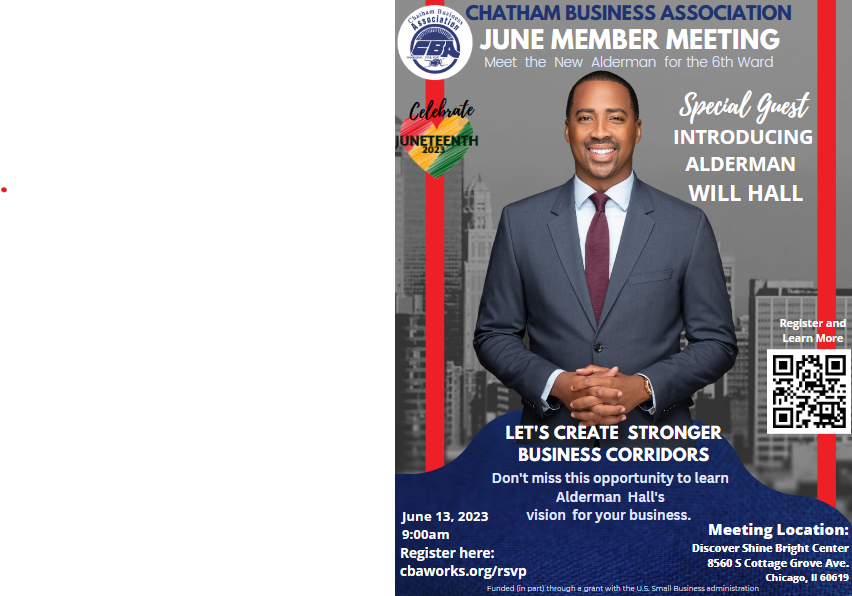 CHATHAM BUSINESS ASSOCIATION
JUNE MEMBER MEETING
Meet the New Alderman for the 6th Ward
Chatham Business
Association
CBA
Celebrate
JUNETEENTH
2023
Special Guest
INTRODUCING
ALDERMAN
WILL HALL
Register and
Learn More
LET'S CREATE STRONGER
BUSINESS CORRIDORS
Don't miss this opportunity to learn
Alderman Hall's
vision for your business.
June 13, 2023
9:00am
Register here:
cbaworks.org/rsvp
Meeting Location:
Discover Shine Bright Center
8560 S Cottage Grove Ave.
Chicago, Il 60619
Funded (in part) through a grant with the U.S. Small Business administration